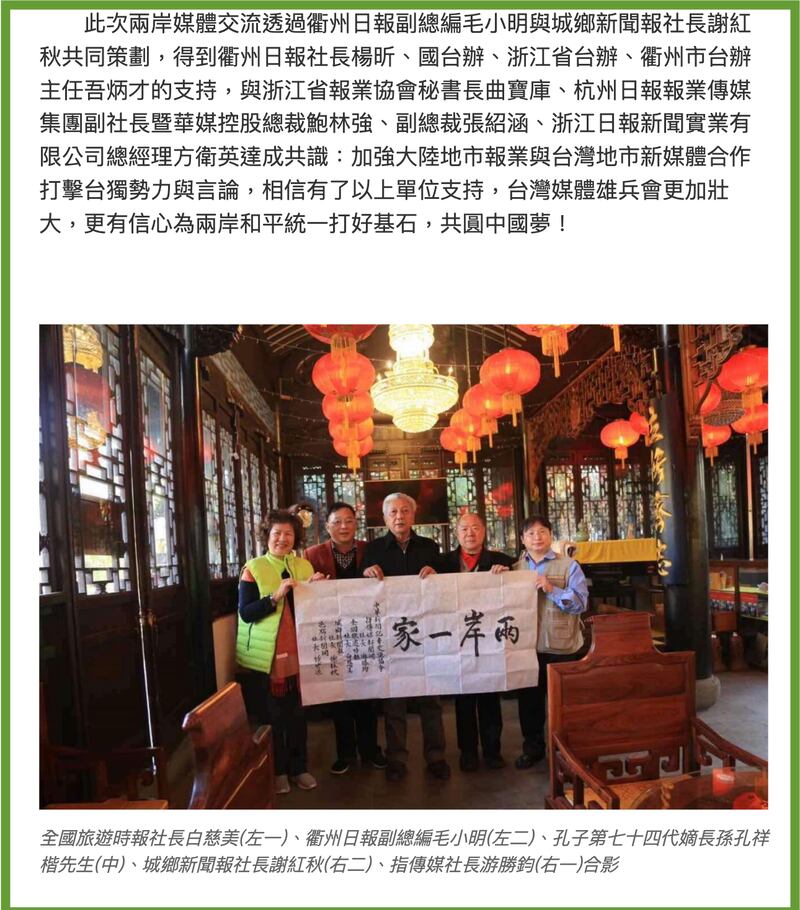 此次兩岸媒體交流透過衢州日報副總編毛小明與城鄉新聞報社長謝紅
秋共同策劃，得到衢州日報社長楊昕、國台辦、浙江省台辦、衢州市台辦
主任吾炳才的支持，與浙江省報業協會秘書長曲寶庫、杭州日報報業傳媒
集團副社長暨華媒控股總裁鮑林強、副總裁張紹涵、浙江日報新聞實業有
限公司總經理方衛英達成共識：加強大陸地市報業與台灣地市新媒體合作
打擊台獨勢力與言論，相信有了以上單位支持，台灣媒體雄兵會更加壯
大，更有信心為兩岸和平統一打好基石，共圓中國夢！
家一岸兩
全國旅遊時報社長白慈美(左一)、衢州日報副總編毛小明(左二)、孔子第七十四代嫡長孫孔祥
楷先生(中)、城鄉新聞報社長謝紅秋(右二)、指傳媒社長游勝鈞(右一)合影